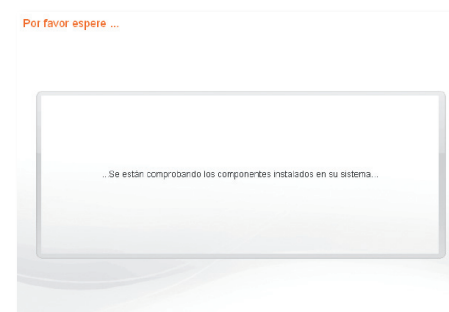 Por favor espere ...
...Se están comprobando los componentes instalados en su sistema...